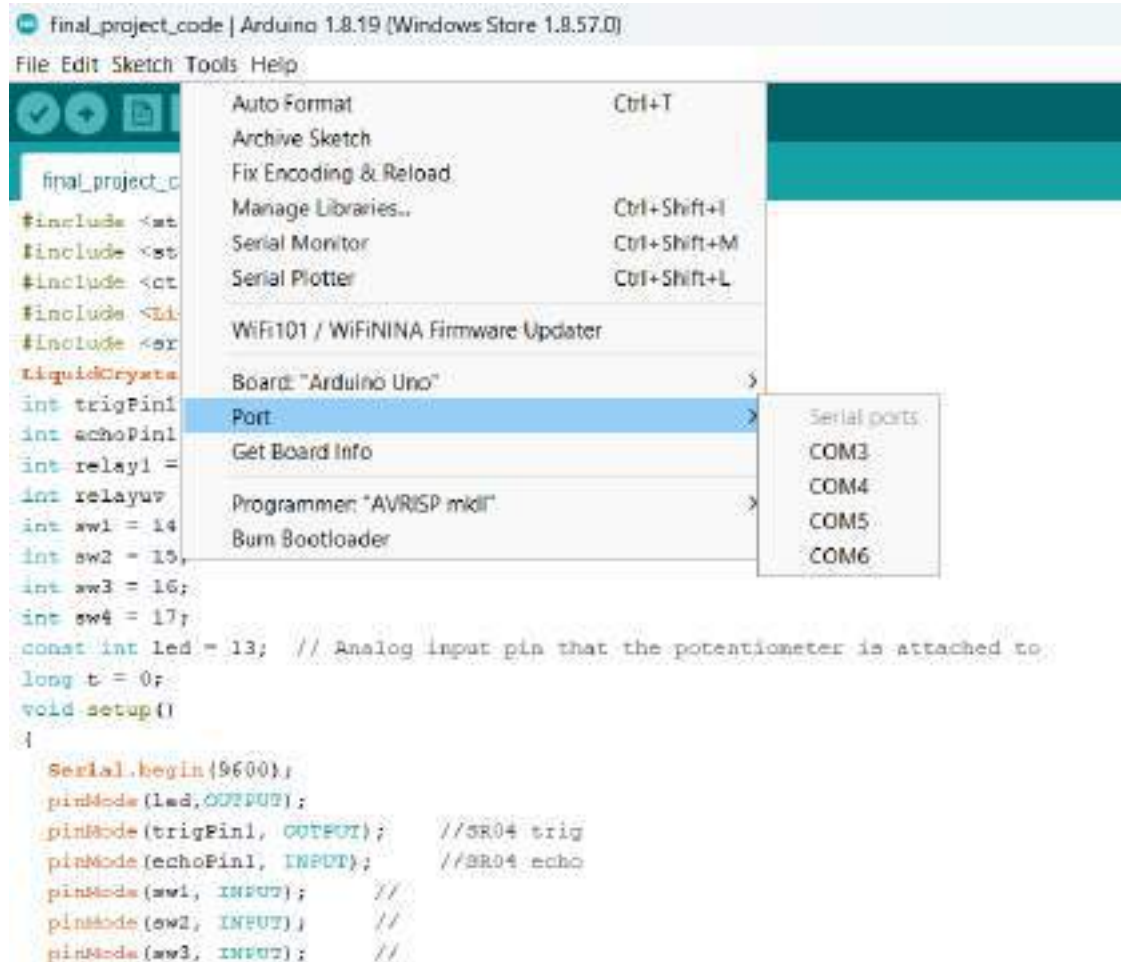 final_project_code | Arduino 1.8.19 (Windows Store 1.8.57.0)
File Edit Sketch Tools Help
final_project_c
Auto Format Ctrl+T
Archive Sketch
Fix Encoding & Reload
Manage Libraries... Ctrl+Shift+I
Serial Monitor Ctrl+Shift+M
Serial Plotter Ctrl+Shift+L
WiFi101 / WiFiNINA Firmware Updater
Board: "Arduino Uno"
Port
Get Board Info
Programmer: "AVRISP mkII"
Burn Bootloader
Serial ports
COM3
COM4
COM5
COM6
#include <st
#include <st
#include <ct
#include <Li
#include <sr
LiquidCrysta
int trigPin1
int echoPin1
int relay1 =
int relayuv
int sw1 = 14
int sw2 = 15,
int sw3 = 16;
int sw4 = 17;
const int led = 13; // Analog input pin that the potentiometer is attached to
long t = 0;
void setup()
{
Serial.begin(9600);
pinMode(led,OUTPUT);
pinMode(trigPin1, OUTPUT); //SR04 trig
pinMode(echoPin1, INPUT); //SR04 echo
pinMode(sw1, INPUT); //
pinMode(sw2, INPUT); //
pinMode(sw3, INPUT); //